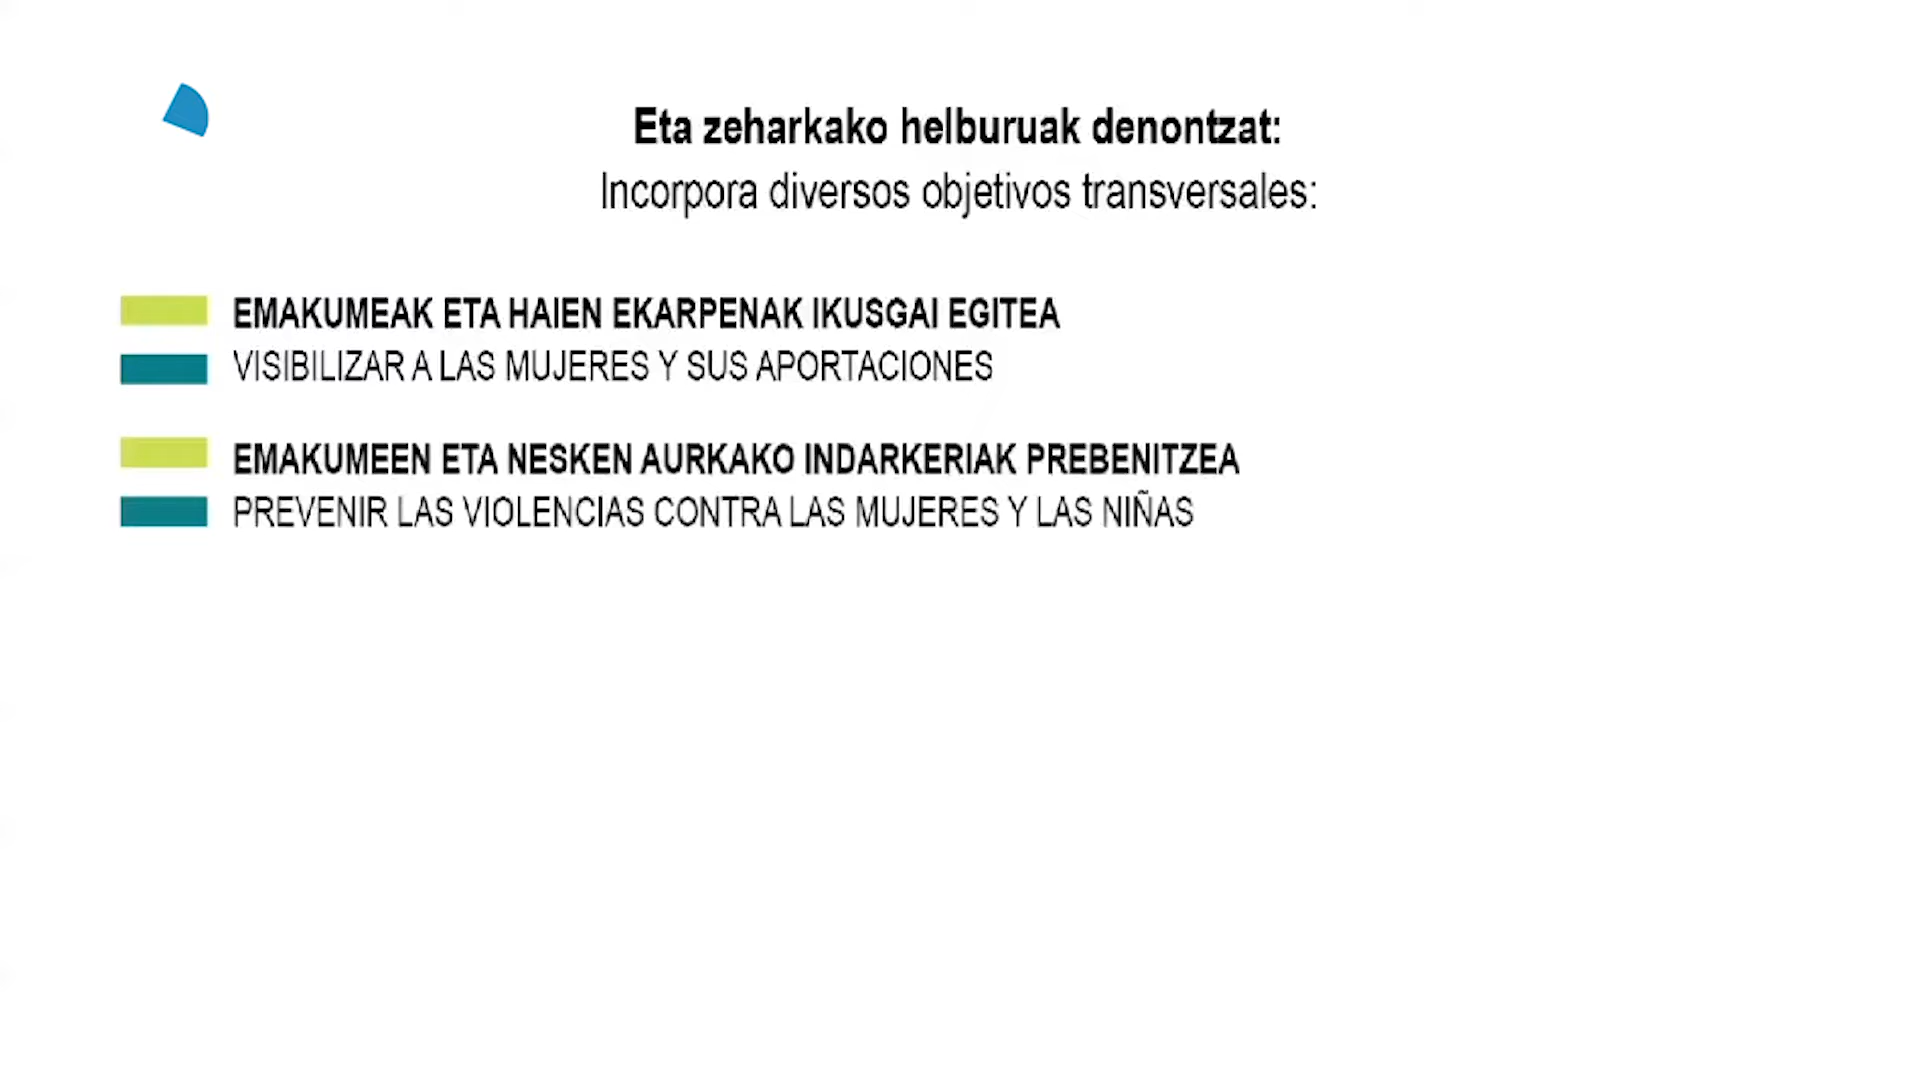 Eta zeharkako helburuak denontzat:
Incorpora diversos objetivos transversales:
EMAKUMEAK ETA HAIEN EKARPENAK IKUSGAI EGITEA
VISIBILIZAR A LAS MUJERES Y SUS APORTACIONES
EMAKUMEEN ETA NESKEN AURKAKO INDARKERIAK PREBENITZEA
PREVENIR LAS VIOLENCIAS CONTRA LAS MUJERES Y LAS NIÑAS